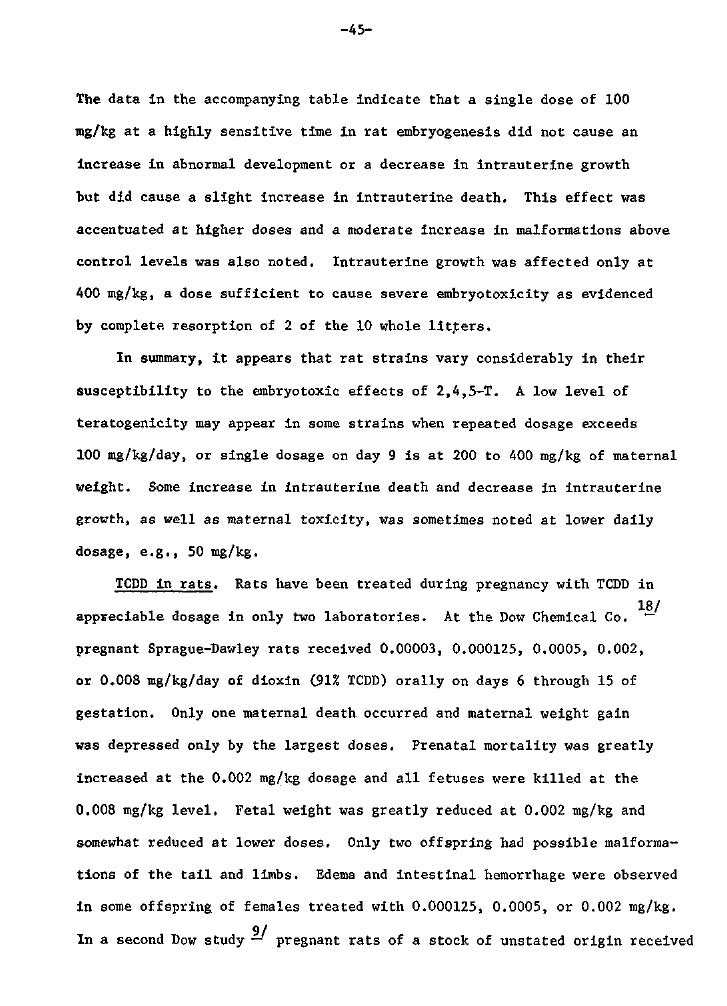 -45-
The data in the accompanying table indicate that a single dose of 100
mg/kg at a highly sensitive time in rat embryogenesis did not cause an
increase in abnormal development or a decrease in intrauterine growth
but did cause a slight increase in intrauterine death. This effect was
accentuated at higher doses and a moderate increase in malformations above
control levels was also noted. Intrauterine growth was affected only at
400 mg/kg, a dose sufficient to cause severe embryotoxicity as evidenced
by complete resorption of 2 of the 10 whole litters.
In summary, it appears that rat strains vary considerably in their
susceptibility to the embryotoxic effects of 2,4,5-T. A low level of
teratogenicity may appear in some strains when repeated dosage exceeds
100 mg/kg/day, or single dosage on day 9 is at 200 to 400 mg/kg of maternal
weight. Some increase in intrauterine death and decrease in intrauterine
growth, as well as maternal toxicity, was sometimes noted at lower daily
dosage, e.g., 50 mg/kg.
TCDD in rats. Rats have been treated during pregnancy with TCDD in
appreciable dosage in only two laboratories. At the Dow Chemical Co. 18/
pregnant Sprague-Dawley rats received 0.00003, 0.000125, 0.0005, 0.002,
or 0.008 mg/kg/day of dioxin (91% TCDD) orally on days 6 through 15 of
gestation. Only one maternal death occurred and maternal weight gain
was depressed only by the largest doses. Prenatal mortality was greatly
increased at the 0.002 mg/kg dosage and all fetuses were killed at the
0.008 mg/kg level. Fetal weight was greatly reduced at 0.002 mg/kg and
somewhat reduced at lower doses. Only two offspring had possible malforma-
tions of the tail and limbs. Edema and intestinal hemorrhage were observed
in some offspring of females treated with 0.000125, 0.0005, or 0.002 mg/kg.
In a second Dow study 9/ pregnant rats of a stock of unstated origin received